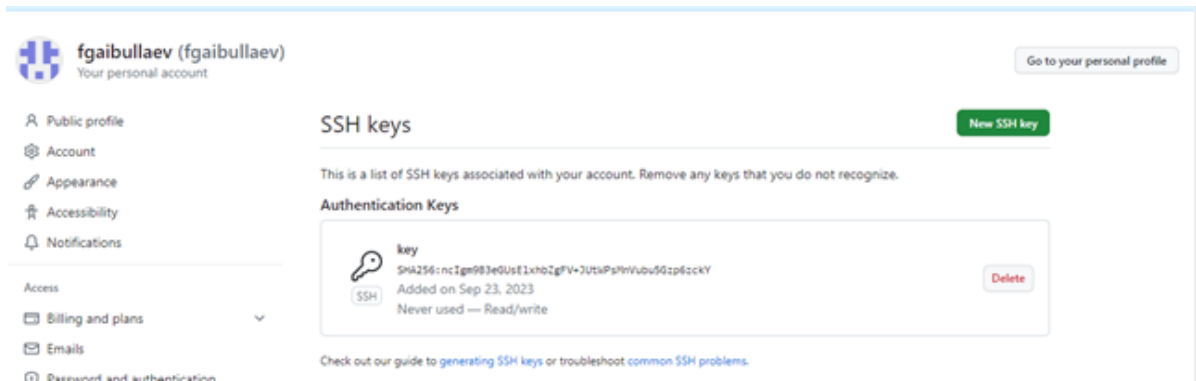 fgaibullaev (fgaibullaev)
Your personal account
Go to your personal profile
Public profile
Account
Appearance
Accessibility
Notifications
Access
Billing and plans
Emails
Password and authentication
SSH keys
New SSH key
This is a list of SSH keys associated with your account. Remove any keys that you do not recognize.
Authentication Keys
key
SSH
Added on Sep 23, 2023
Never used — Read/write
Delete
Check out our guide to generating SSH keys or troubleshoot common SSH problems.